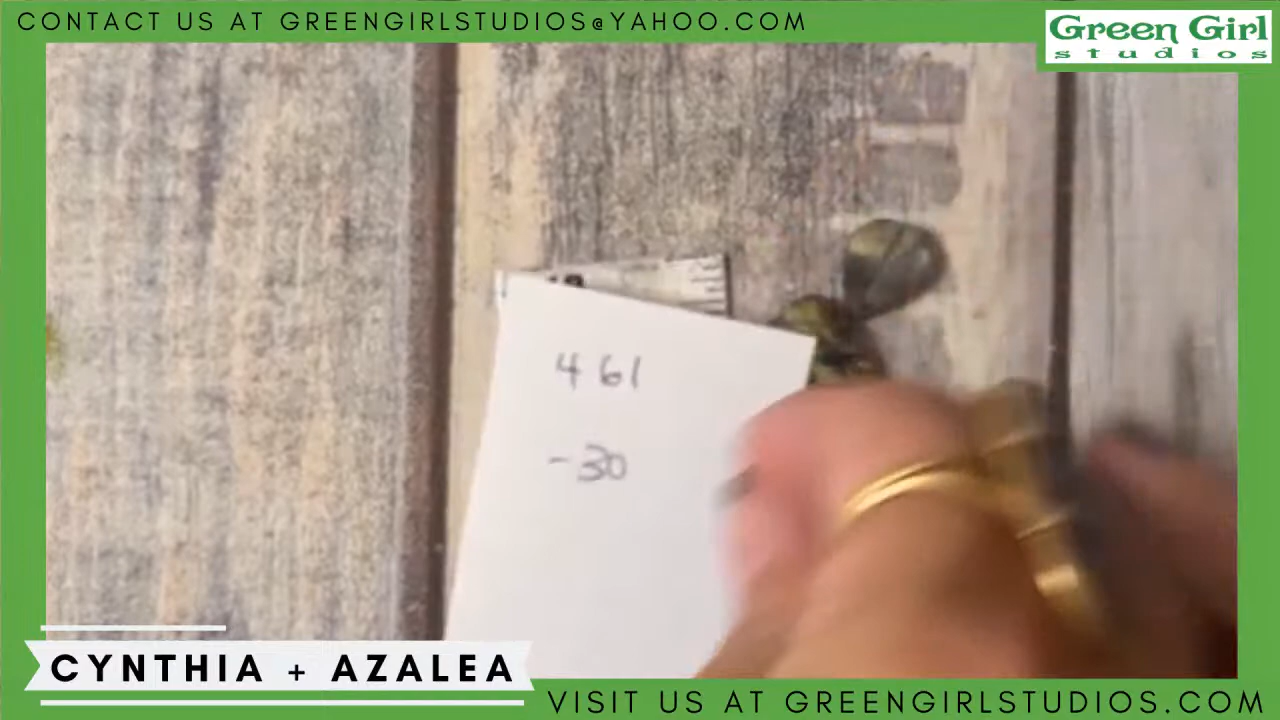 CONTACT US AT GREENGIRLSTUDIOS@YAHOO.COM
Green Girl
studios
461
-30
CYNTHIA + AZALEA
VISIT US AT GREENGIRLSTUDIOS.COM